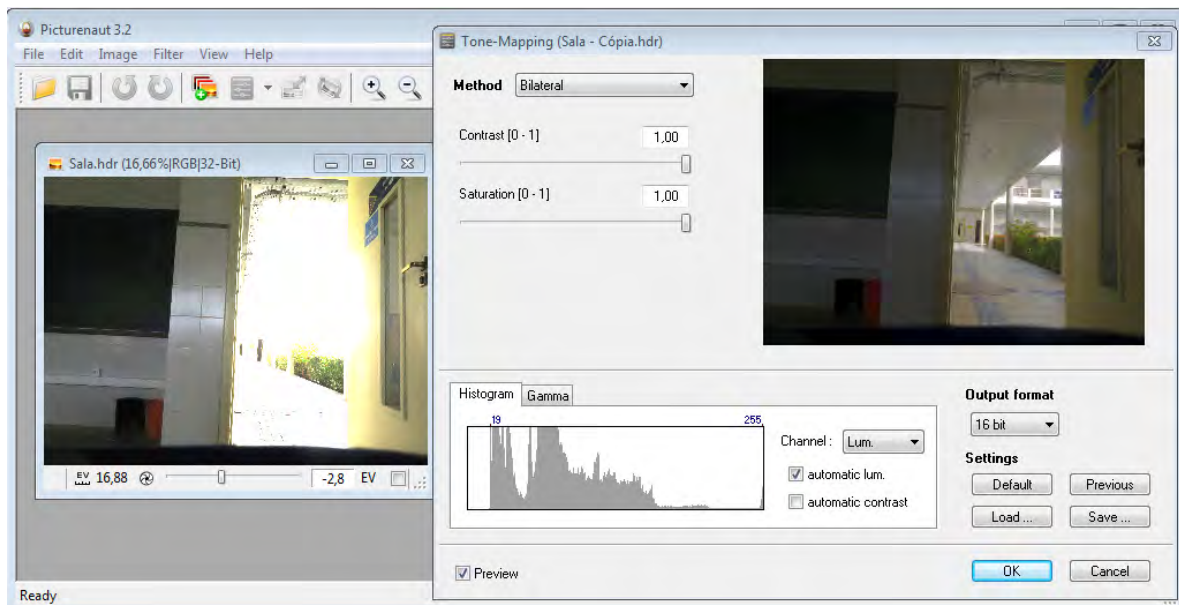 Picturenaut 3.2
File Edit Image Filter View Help
Sala.hdr (16,66%|RGB|32-Bit)
EV 16,88
-2,8 EV
Ready
Tone-Mapping (Sala - Cópia.hdr)
Method Bilateral
Contrast [0 - 1] 1,00
Saturation [0 - 1] 1,00
Histogram Gamma
19 255
Channel : Lum.
automatic lum.
automatic contrast
Output format
16 bit
Settings
Default Previous
Load ... Save ...
Preview
OK Cancel